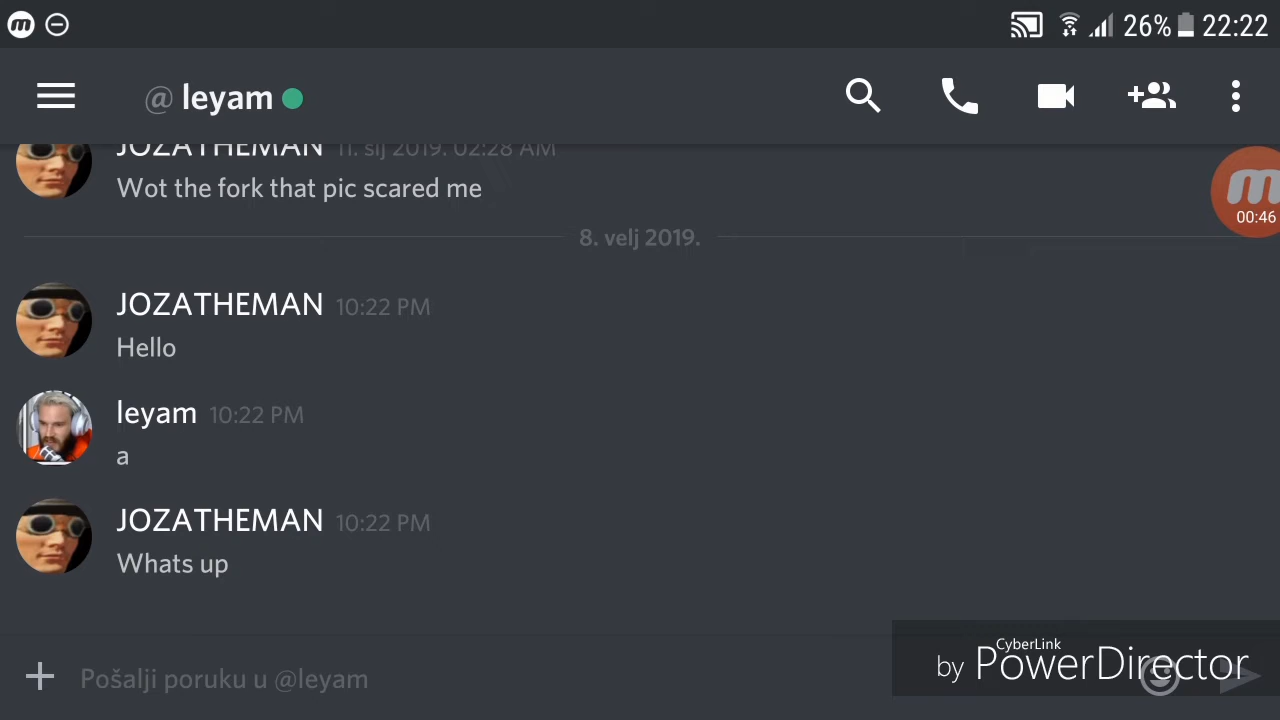 26% 22:22
@ leyam
JOZATHEMAN 11. sij 2019. 02:28 AM
Wot the fork that pic scared me
00:46
8. velj 2019.
JOZATHEMAN 10:22 PM
Hello
leyam 10:22 PM
a
JOZATHEMAN 10:22 PM
Whats up
Pošalji poruku u @leyam
CyberLink
by PowerDirector